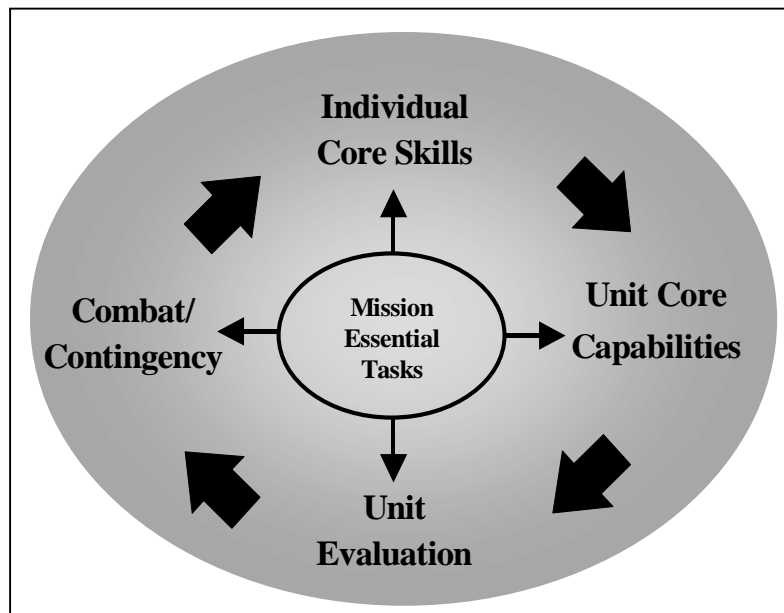 Individual
Core Skills
Combat/
Contingency
Mission
Essential
Tasks
Unit Core
Capabilities
Unit
Evaluation